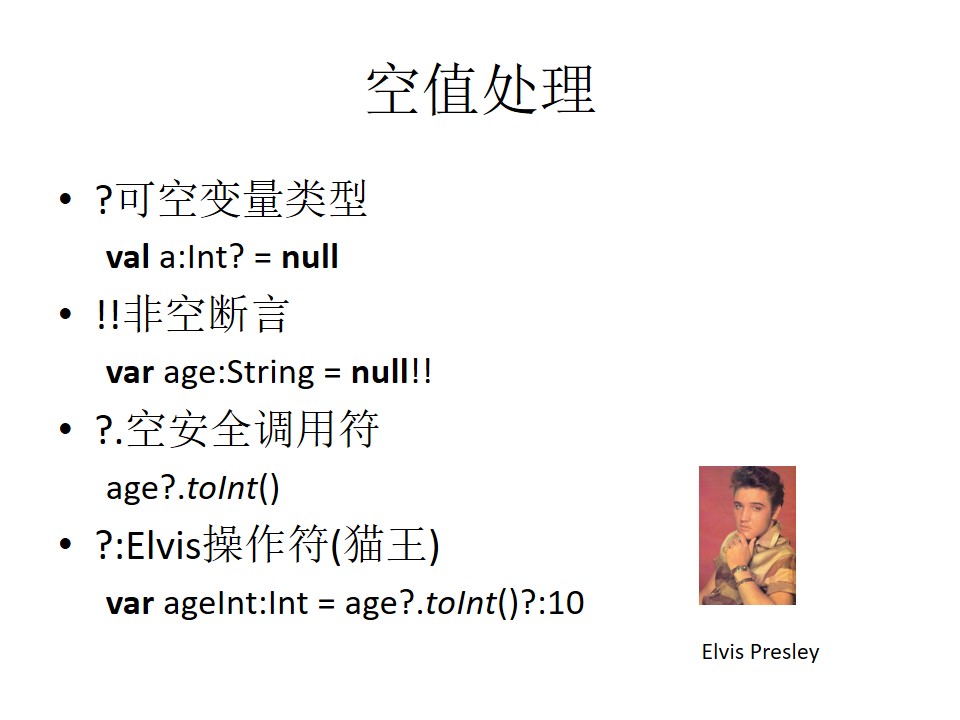 空值处理
• ?可空变量类型
val a:Int? = null
• !!非空断言
var age:String = null!!
• ?.空安全调用符
age?.toInt()
• ?:Elvis操作符(猫王)
var ageInt:Int = age?.toInt()?:10
Elvis Presley